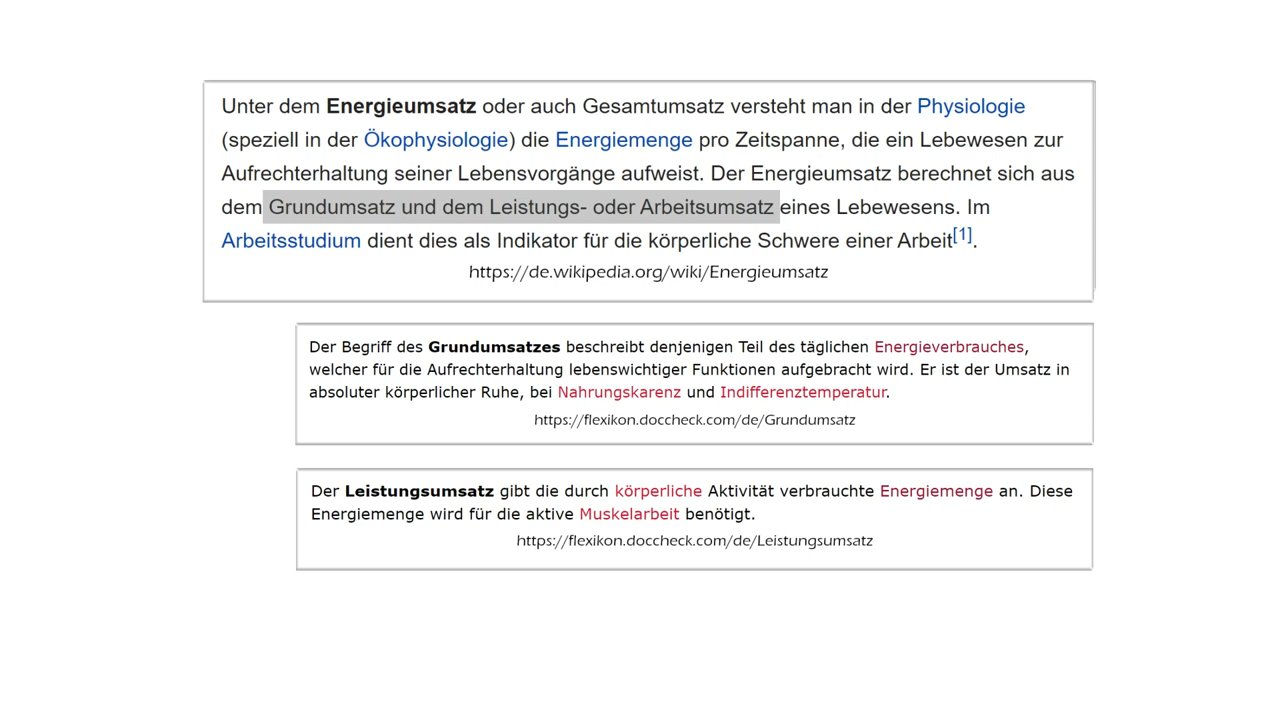 Unter dem Energieumsatz oder auch Gesamtumsatz versteht man in der Physiologie
(speziell in der Ökophysiologie) die Energiemenge pro Zeitspanne, die ein Lebewesen zur
Aufrechterhaltung seiner Lebensvorgänge aufweist. Der Energieumsatz berechnet sich aus
dem Grundumsatz und dem Leistungs- oder Arbeitsumsatz eines Lebewesens. Im
Arbeitsstudium dient dies als Indikator für die körperliche Schwere einer Arbeit[1].
https://de.wikipedia.org/wiki/Energieumsatz
Der Begriff des Grundumsatzes beschreibt denjenigen Teil des täglichen Energieverbrauches,
welcher für die Aufrechterhaltung lebenswichtiger Funktionen aufgebracht wird. Er ist der Umsatz in
absoluter körperlicher Ruhe, bei Nahrungskarenz und Indifferenztemperatur.
https://flexikon.doccheck.com/de/Grundumsatz
Der Leistungsumsatz gibt die durch körperliche Aktivität verbrauchte Energiemenge an. Diese
Energiemenge wird für die aktive Muskelarbeit benötigt.
https://flexikon.doccheck.com/de/Leistungsumsatz